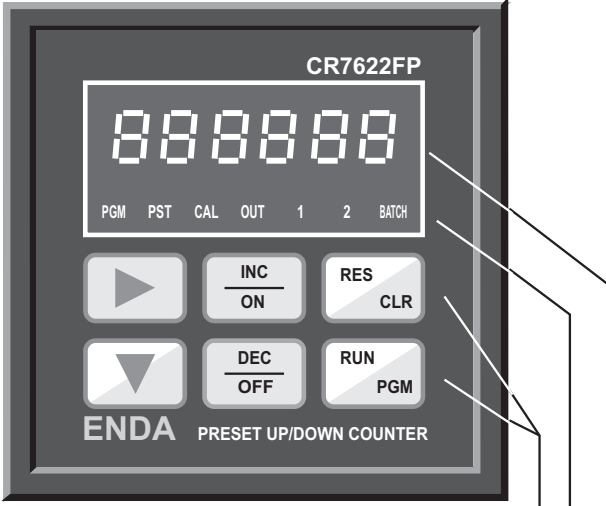 CR7622FP
888888
PGM PST CAL OUT 1 2 BATCH
INC
ON
RES
CLR
DEC
OFF
RUN
PGM
ENDA PRESET UP/DOWN COUNTER